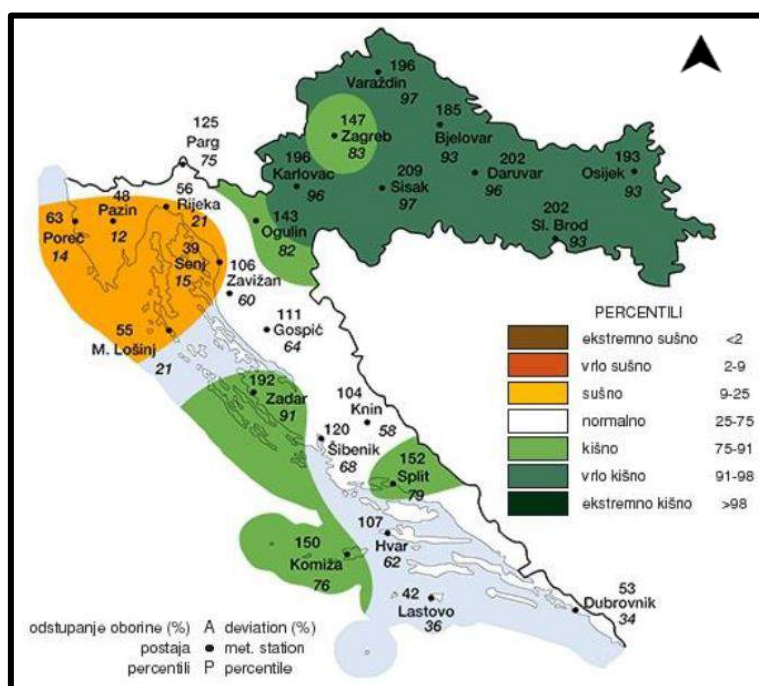 196
Varaždin
97
147
Zagreb
83
185
Bjelovar
93
125
Parg
75
196
Karlovac
96
209
Sisak
97
202
Daruvar
96
193
Osijek
93
202
Sl. Brod
93
56
Rijeka
21
48
Pazin
12
63
Poreč
14
143
Ogulin
82
39
Senj
15
106
Zavižan
60
111
Gospić
64
55
M. Lošinj
21
192
Zadar
91
104
Knin
58
120
Šibenik
68
152
Split
79
107
Hvar
62
150
Komiža
76
42
Lastovo
36
53
Dubrovnik
34
PERCENTILI
ekstremno sušno <2
vrlo sušno 2-9
sušno 9-25
normalno 25-75
kišno 75-91
vrlo kišno 91-98
ekstremno kišno >98
odstupanje oborine (%) A deviation (%)
postaja met. station
percentili P percentile